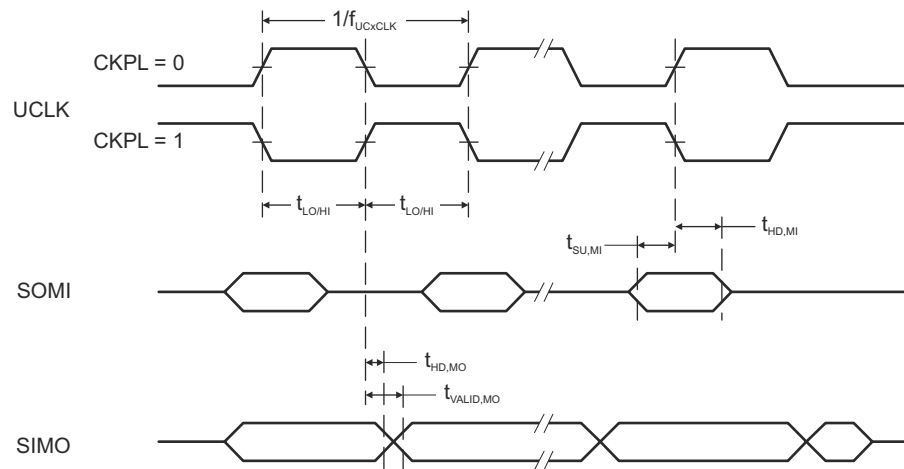 1/fUCxCLK
CKPL = 0
UCLK
CKPL = 1
tLO/HI
tLO/HI
tSU,MI
tHD,MI
SOMI
tHD,MO
tVALID,MO
SIMO